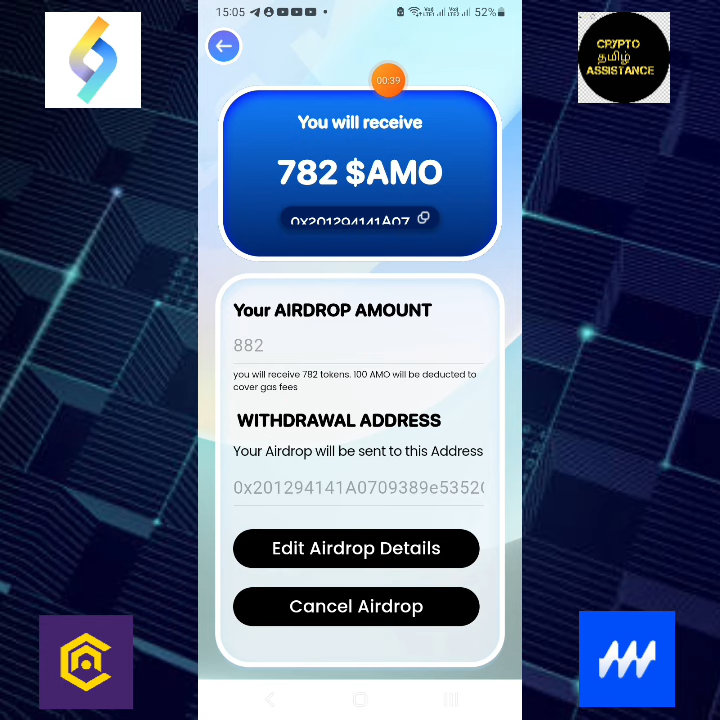 15:05
52%
CRYPTO
தமிழ்
ASSISTANCE
00:39
You will receive
782 $AMO
0x201294141A07
Your AIRDROP AMOUNT
882
you will receive 782 tokens. 100 AMO will be deducted to
cover gas fees
WITHDRAWAL ADDRESS
Your Airdrop will be sent to this Address
0x201294141A0709389e5352
Edit Airdrop Details
Cancel Airdrop